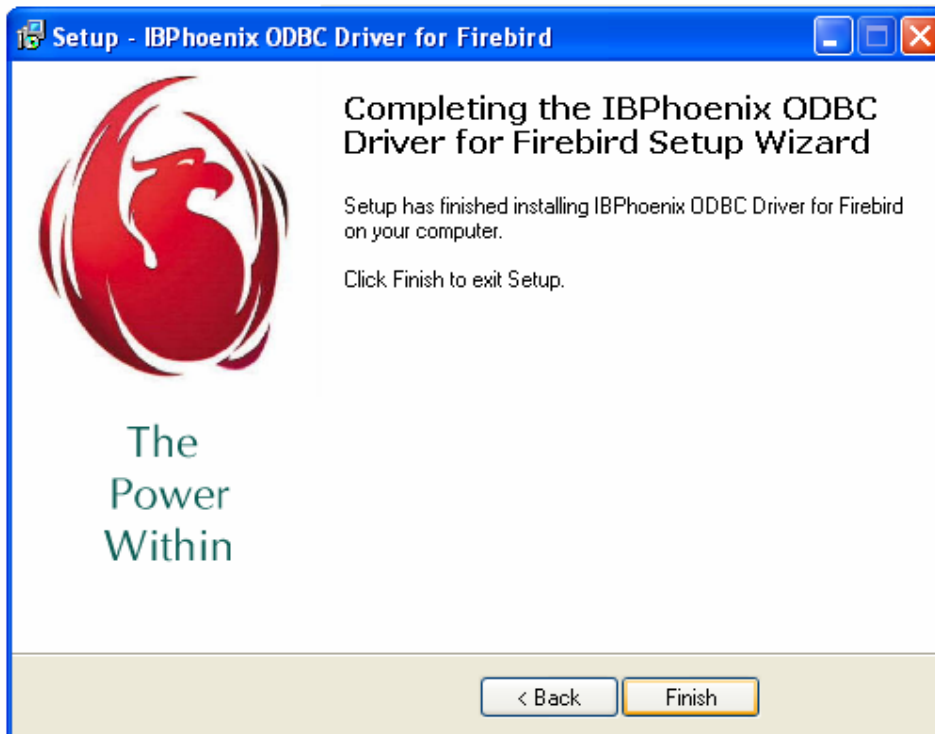 Setup - IBPhoenix ODBC Driver for Firebird
Completing the IBPhoenix ODBC
Driver for Firebird Setup Wizard
Setup has finished installing IBPhoenix ODBC Driver for Firebird
on your computer.
Click Finish to exit Setup.
The
Power
Within
< Back
Finish